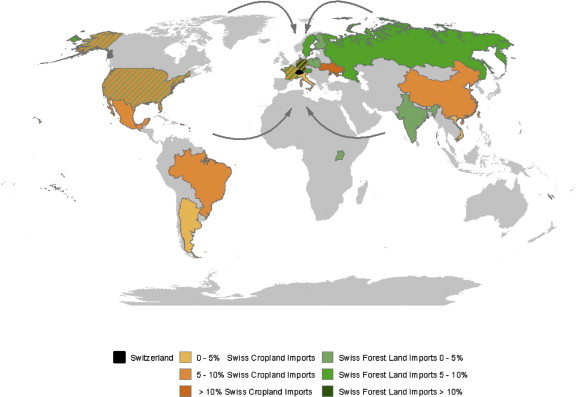 Switzerland 0 - 5% Swiss Cropland Imports Swiss Forest Land Imports 0 - 5%
5 - 10% Swiss Cropland Imports Swiss Forest Land Imports 5 - 10%
> 10% Swiss Cropland Imports Swiss Forest Land Imports > 10%